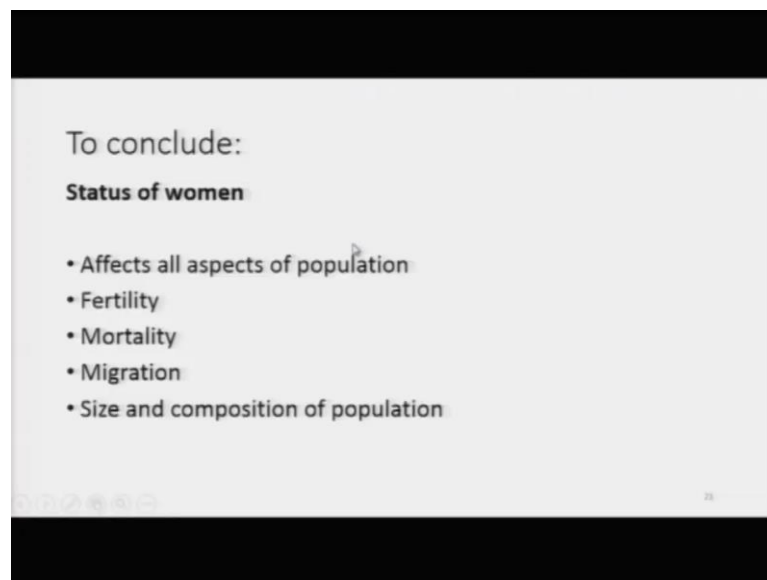 To conclude:
Status of women
• Affects all aspects of population
• Fertility
• Mortality
• Migration
• Size and composition of population